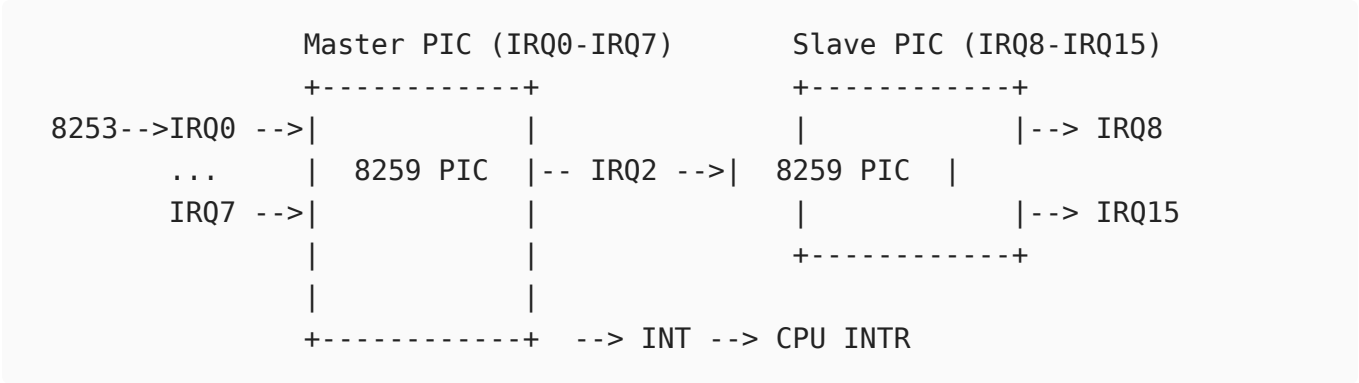 Master PIC (IRQ0-IRQ7)       Slave PIC (IRQ8-IRQ15)
               +------------+               +------------+
8253-->IRQ0 -->|            |               |            |--> IRQ8
       ...     |  8259 PIC  |-- IRQ2 -->|  8259 PIC  |
       IRQ7 -->|            |               |            |--> IRQ15
               |            |               +------------+
               |            |
               +------------+  --> INT --> CPU INTR